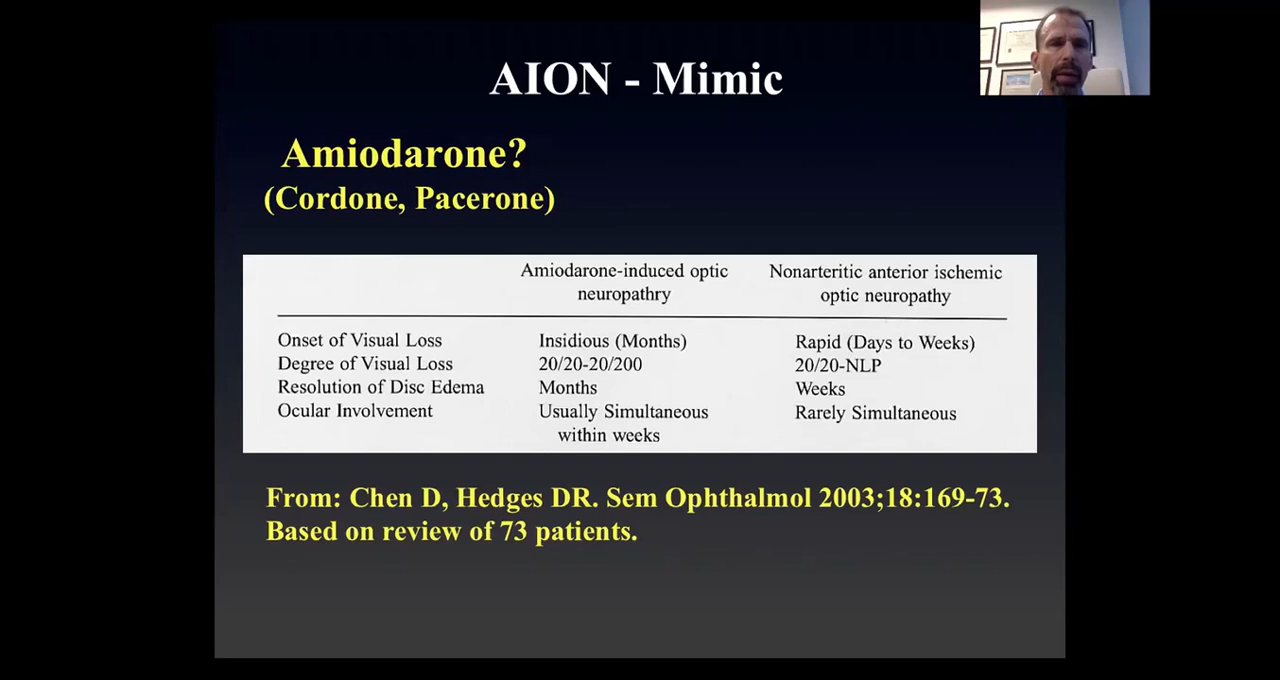 AION - Mimic
Amiodarone?
(Cordone, Pacerone)
Amiodarone-induced optic neuropathry
Nonarteritic anterior ischemic optic neuropathy
Onset of Visual Loss Insidious (Months) Rapid (Days to Weeks)
Degree of Visual Loss 20/20-20/200 20/20-NLP
Resolution of Disc Edema Months Weeks
Ocular Involvement Usually Simultaneous Rarely Simultaneous
within weeks
From: Chen D, Hedges DR. Sem Ophthalmol 2003;18:169-73.
Based on review of 73 patients.